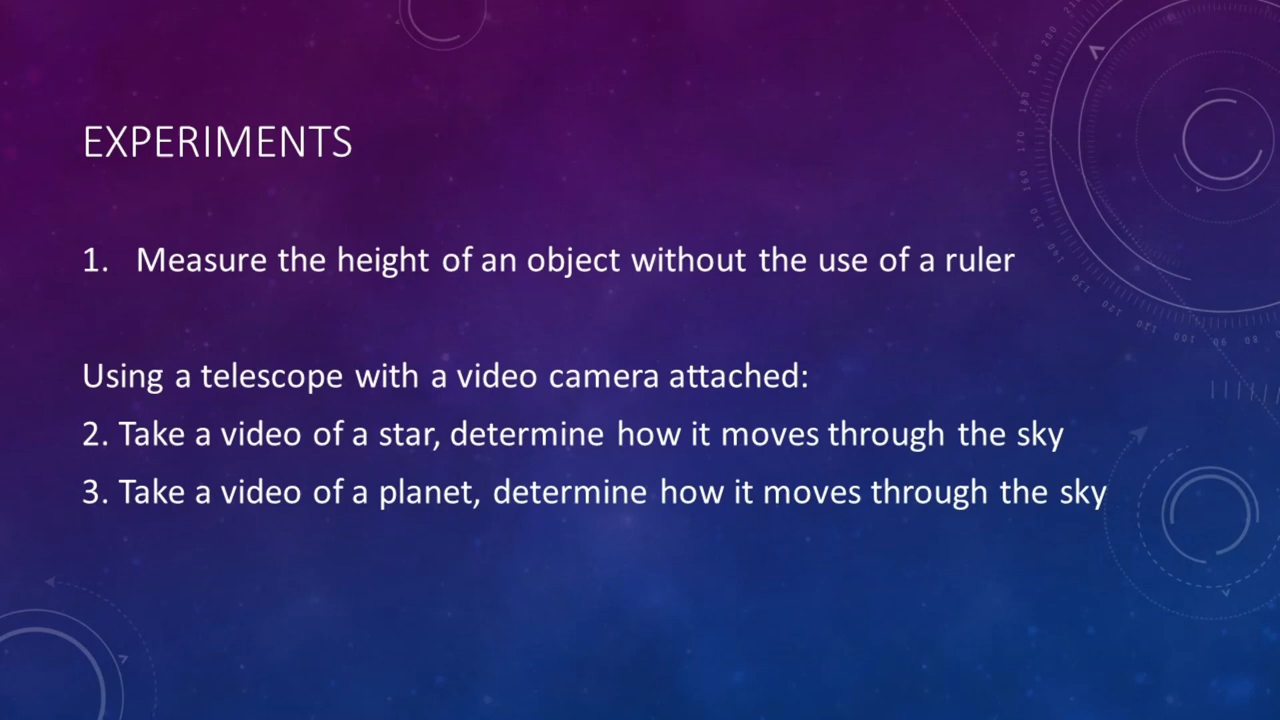 EXPERIMENTS
1. Measure the height of an object without the use of a ruler
Using a telescope with a video camera attached:
2. Take a video of a star, determine how it moves through the sky
3. Take a video of a planet, determine how it moves through the sky